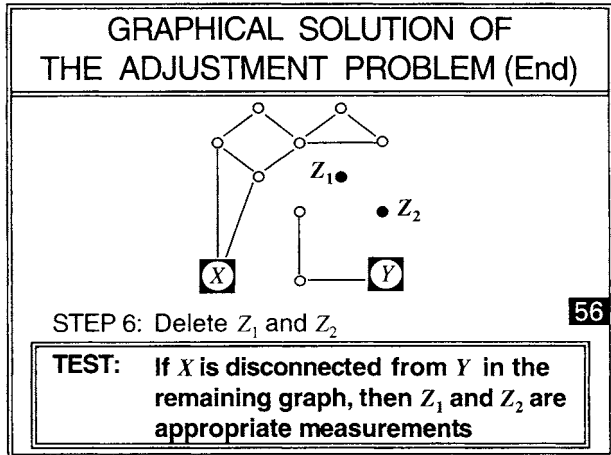 GRAPHICAL SOLUTION OF
THE ADJUSTMENT PROBLEM (End)
Z₁
Z₂
X
Y
56
STEP 6: Delete Z₁ and Z₂
TEST: If X is disconnected from Y in the
remaining graph, then Z₁ and Z₂ are
appropriate measurements